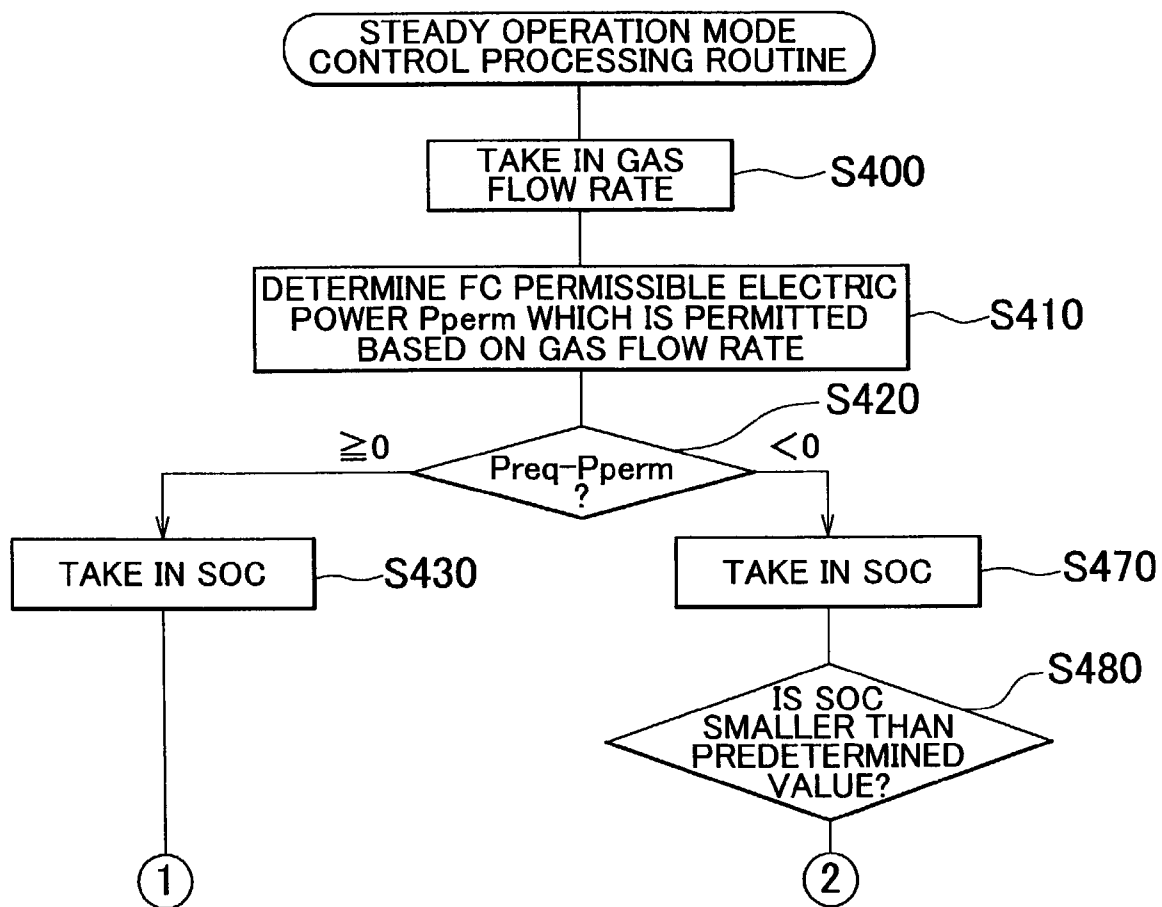 STEADY OPERATION MODE
CONTROL PROCESSING ROUTINE
TAKE IN GAS
FLOW RATE
S400
DETERMINE FC PERMISSIBLE ELECTRIC
POWER Pperm WHICH IS PERMITTED
BASED ON GAS FLOW RATE
S410
S420
≧0
Preq-Pperm
?
<0
TAKE IN SOC
S430
TAKE IN SOC
S470
S480
IS SOC
SMALLER THAN
PREDETERMINED
VALUE?
1
2